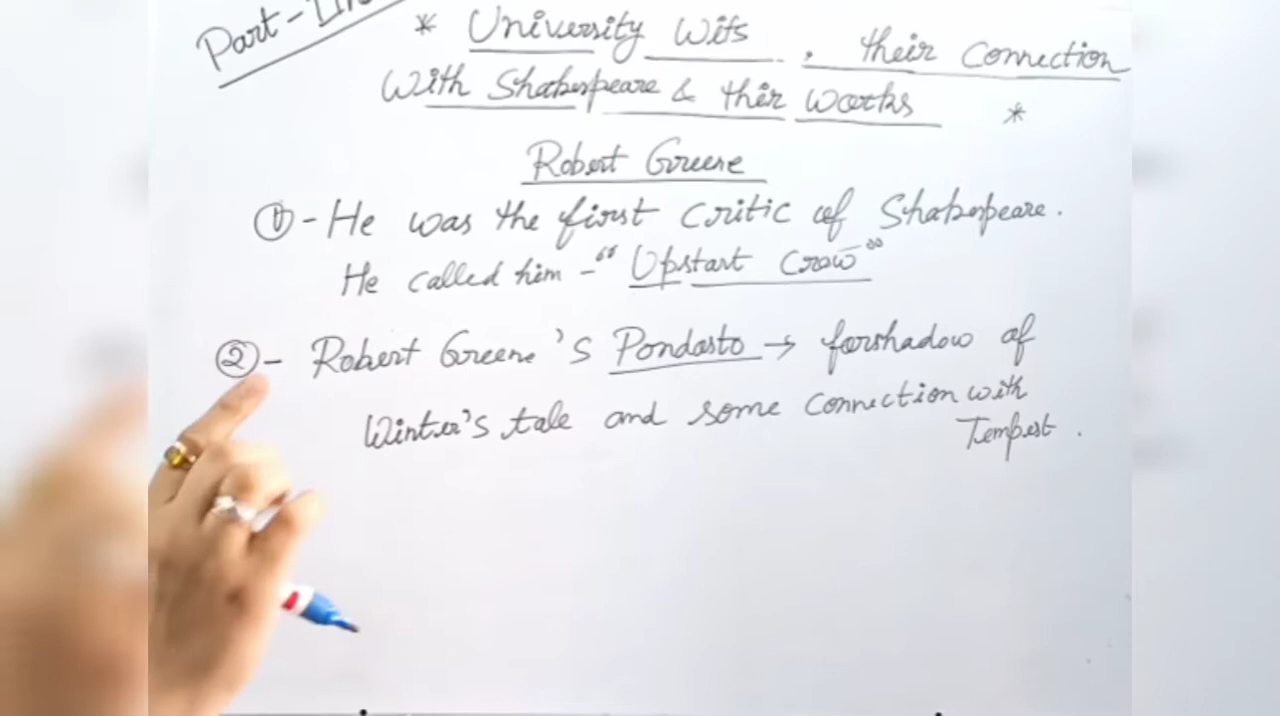 Part-
* University Wits, their Connection
With Shakespeare & their Works *
Robert Greene
① - He was the first critic of Shakespeare.
He called him - "Upstart Crow"
② - Robert Greene's Pondosto → forshadow of
Winter's tale and some connection with
Tempest.